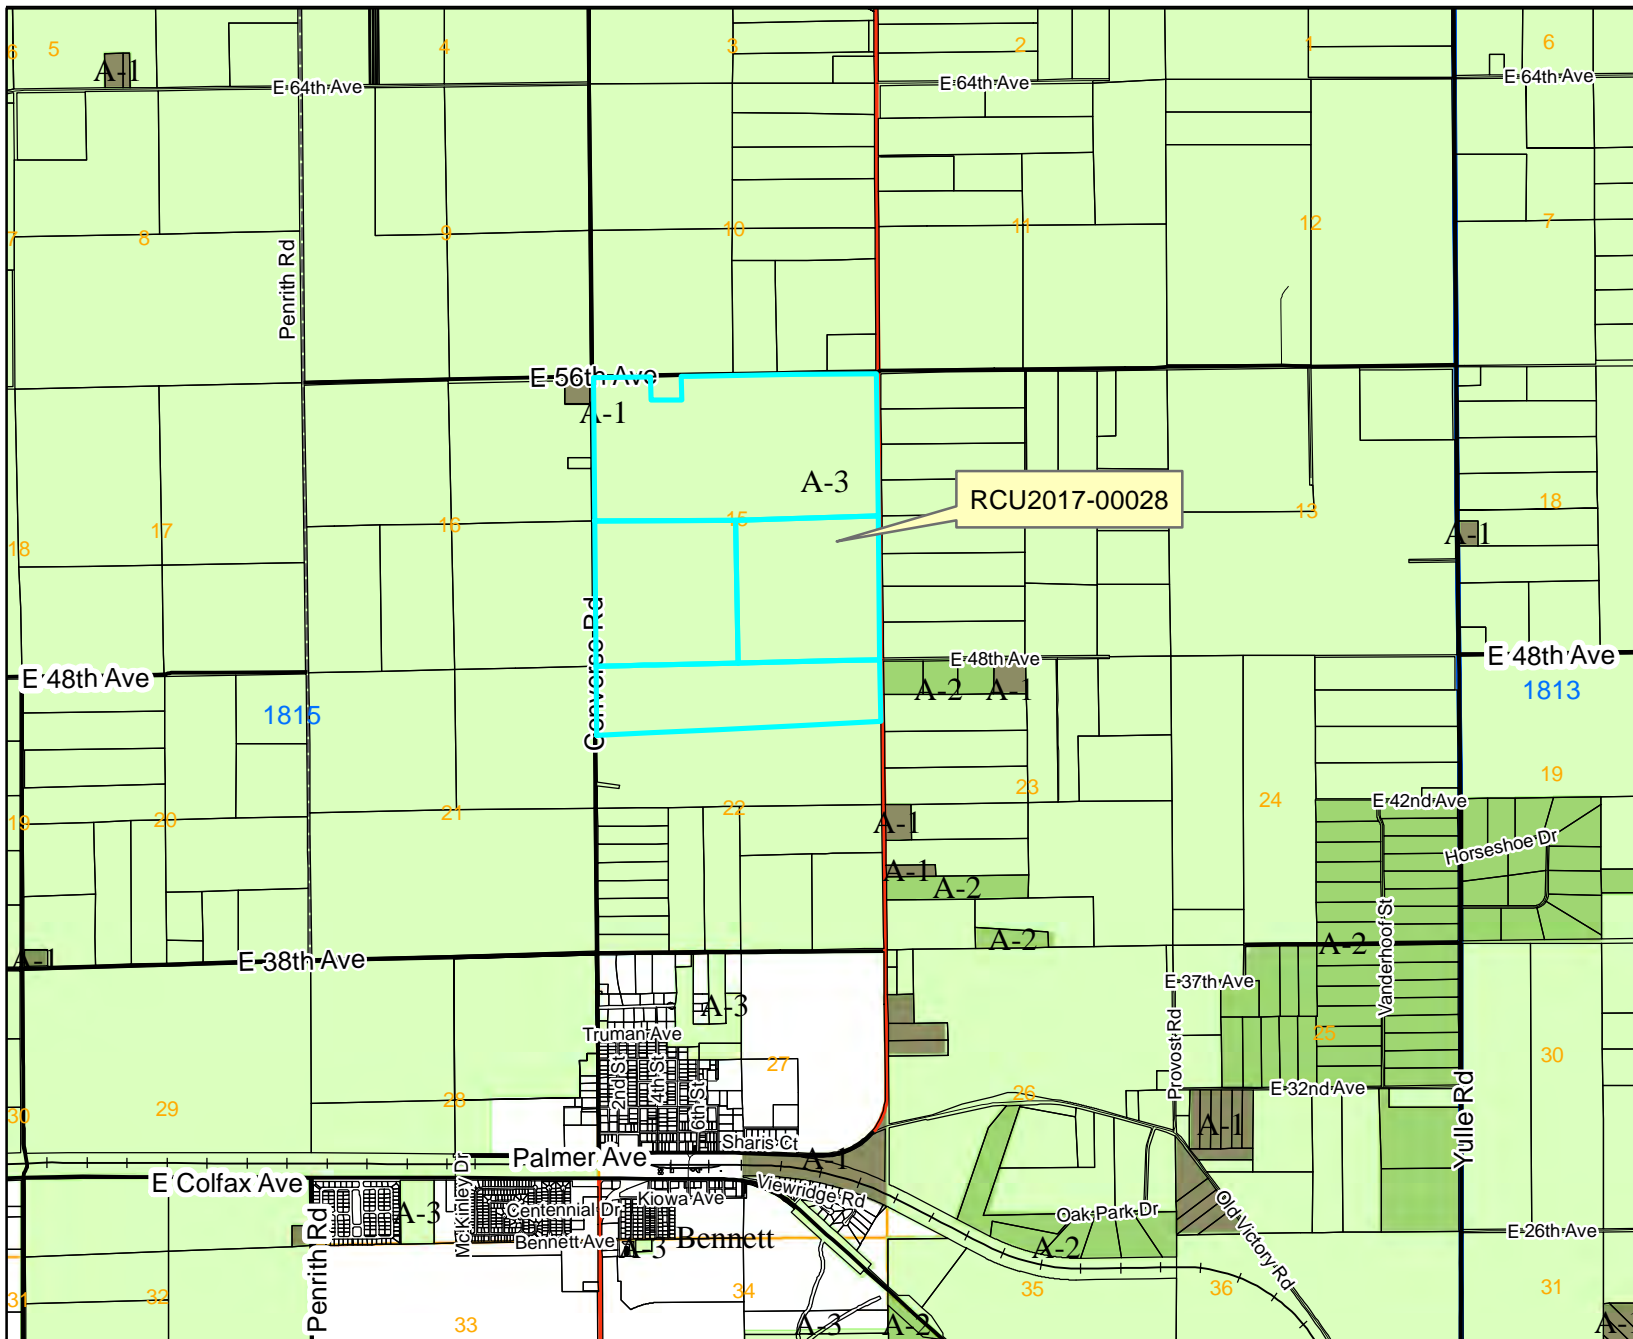 6
5
4
3
2
1
6
A-1
E 64th Ave
E 64th Ave
E 64th Ave
7
8
9
10
11
12
7
Penrith Rd
E 56th Ave
A-1
A-3
RCU2017-00028
18
17
16
15
13
18
A-1
Converse Rd
E 48th Ave
E 48th Ave
E 48th Ave
A-2
A-1
1815
1813
19
20
21
22
23
24
19
E 42nd Ave
Horseshoe Dr
A-1
A-1
A-2
A-2
A-2
Vanderhoof St
A-1
E 38th Ave
E 37th Ave
A-3
Truman Ave
2nd St
4th St
6th St
27
Provost Rd
25
30
30
29
28
26
E 32nd Ave
A-1
Yulle Rd
Sharis Ct
Palmer Ave
A-1
E Colfax Ave
McKinley Dr
Kiowa Ave
Viewridge Rd
Centennial Dr
Bennett Ave
A-3
A-3
Bennett
Oak Park Dr
Old Victory Rd
A-2
E 26th Ave
Penrith Rd
31
32
33
34
35
36
31
A-3
A-2